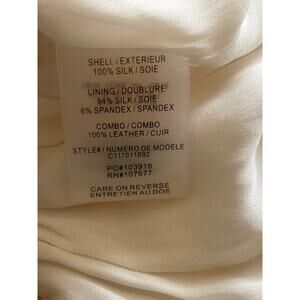 SHELL / EXTERIEUR
100% SILK / SOIE
LINING / DOUBLURE
94% SILK / SOIE
6% SPANDEX / SPANDEX
COMBO / COMBO
100% LEATHER / CUIR
STYLE# / NUMERO DE MODELE
C111011692
PO#103918
RN#107677
CARE ON REVERSE
ENTRETIEN AU DOS